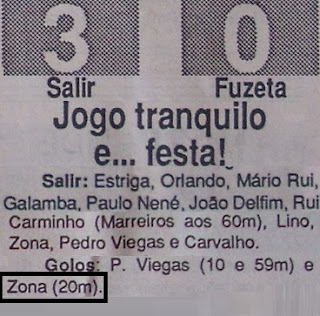 3 0
Salir Fuzeta
Jogo tranquilo
e... festa!
Salir: Estriga, Orlando, Mário Rui,
Galamba, Paulo Nené, João Delfim, Rui
Carminho (Marreiros aos 60m), Lino,
Zona, Pedro Viegas e Carvalho.
Golos: P. Viegas (10 e 59m) e
Zona (20m).